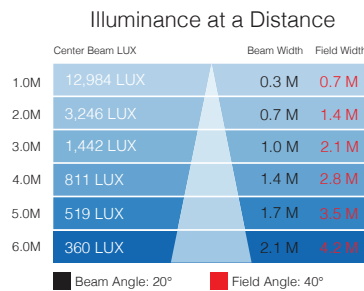 Illuminance at a Distance
Center Beam LUX Beam Width Field Width
1.0M 12,984 LUX 0.3 M 0.7 M
2.0M 3,246 LUX 0.7 M 1.4 M
3.0M 1,442 LUX 1.0 M 2.1 M
4.0M 811 LUX 1.4 M 2.8 M
5.0M 519 LUX 1.7 M 3.5 M
6.0M 360 LUX 2.1 M 4.2 M
Beam Angle: 20° Field Angle: 40°